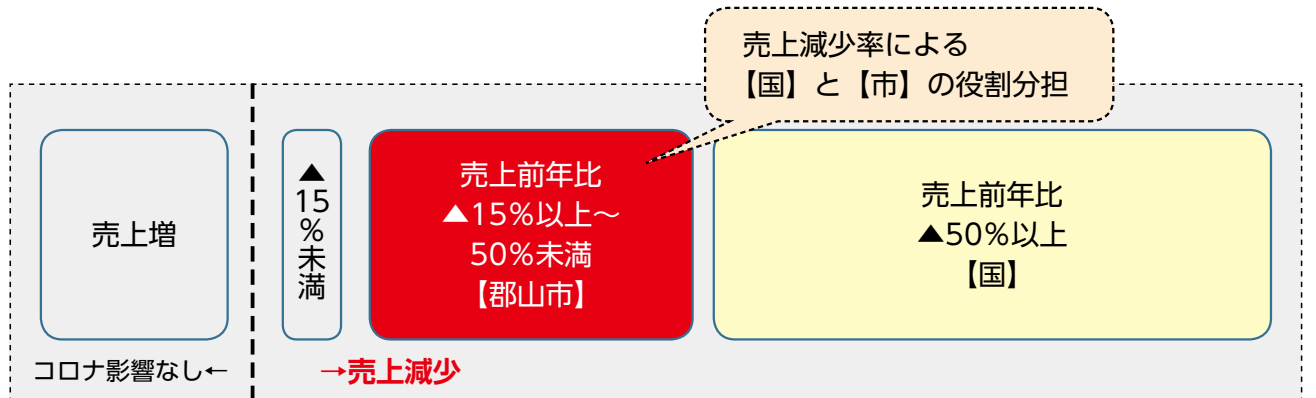 売上減少率による
【国】と【市】の役割分担
売上増
▲15％未満
売上前年比
▲15％以上～
50％未満
【郡山市】
売上前年比
▲50％以上
【国】
コロナ影響なし←
→売上減少